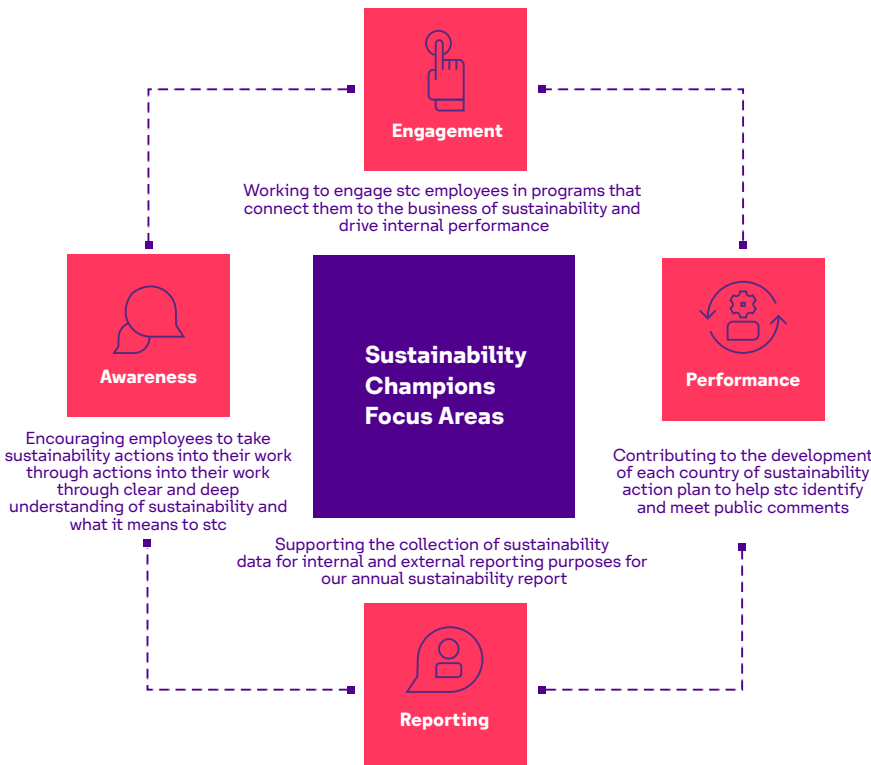 Engagement
Working to engage stc employees in programs that
connect them to the business of sustainability and
drive internal performance
Awareness
Encouraging employees to take
sustainability actions into their work
through actions into their work
through clear and deep
understanding of sustainability and
what it means to stc
Sustainability
Champions
Focus Areas
Performance
Contributing to the development
of each country of sustainability
action plan to help stc identify
and meet public comments
Supporting the collection of sustainability
data for internal and external reporting purposes for
our annual sustainability report
Reporting